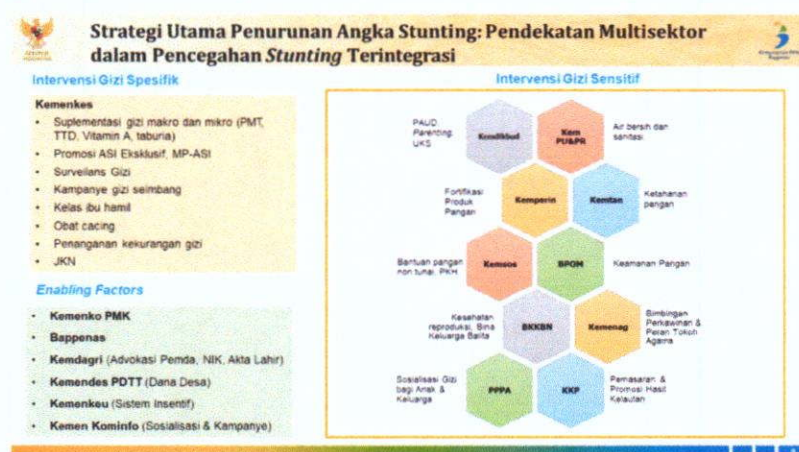 Strategi Utama Penurunan Angka Stunting: Pendekatan Multisektor
dalam Pencegahan Stunting Terintegrasi
Intervensi Gizi Spesifik
Kemenkes
• Suplementasi gizi makro dan mikro (PMT,
TTD, Vitamin A, taburia)
• Promosi ASI Eksklusif, MP-ASI
• Surveilans Gizi
• Kampanye gizi seimbang
• Kelas ibu hamil
• Obat cacing
• Penanganan kekurangan gizi
• JKN
Enabling Factors
• Kemenko PMK
• Bappenas
• Kemdagri (Advokasi Pemda, NIK, Akta Lahir)
• Kemendes PDTT (Dana Desa)
• Kemenkeu (Sistem Insentif)
• Kemen Kominfo (Sosialisasi & Kampanye)
Intervensi Gizi Sensitif
PAUD,
Parenting,
UKS
Kemdikbud
Kem
PU&PR
Air bersih dan
sanitasi
Fortifikasi
Produk
Pangan
Kemperin
Kemtan
Ketahanan
pangan
Bantuan pangan
non tunai, PKH
Kemsos
BPOM
Keamanan Pangan
Kesehatan
reproduksi, Bina
Keluarga Balita
BKKBN
Kemenag
Bimbingan
Perkawinan &
Peran Tokoh
Agama
Sosialisasi Gizi
bagi Anak &
Keluarga
PPPA
KKP
Pemasaran &
Promosi Hasil
Kelautan